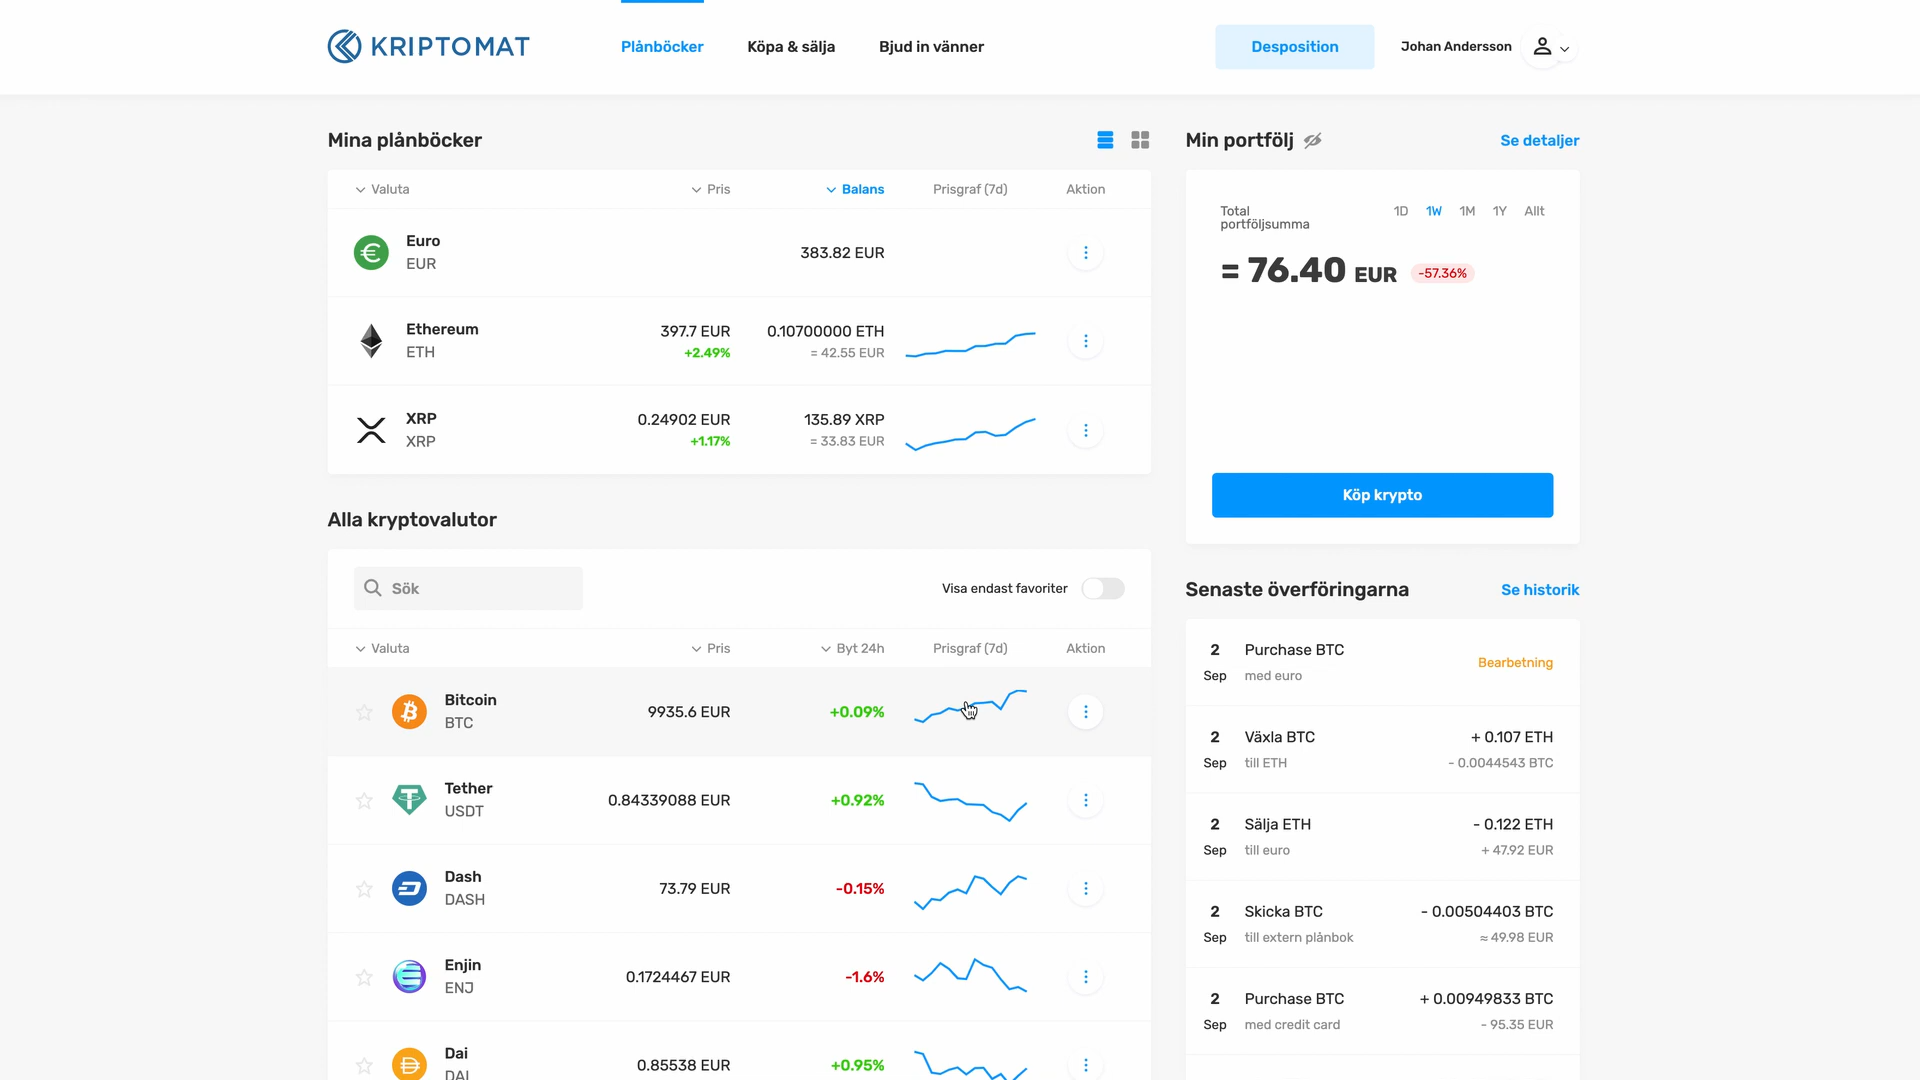 KRIPTOMAT
Plånböcker
Köpa & sälja
Bjud in vänner
Desposition
Johan Andersson
Mina plånböcker
Valuta
Pris
Balans
Prisgraf (7d)
Aktion
Euro
EUR
383.82 EUR
Ethereum
ETH
397.7 EUR
+2.49%
0.10700000 ETH
= 42.55 EUR
XRP
XRP
0.24902 EUR
+1.17%
135.89 XRP
= 33.83 EUR
Min portfölj
Se detaljer
Total
portföljsumma
1D
1W
1M
1Y
Allt
= 76.40 EUR
-57.36%
Köp krypto
Alla kryptovalutor
Sök
Visa endast favoriter
Valuta
Pris
Byt 24h
Prisgraf (7d)
Aktion
Bitcoin
BTC
9935.6 EUR
+0.09%
Tether
USDT
0.84339088 EUR
+0.92%
Dash
DASH
73.79 EUR
-0.15%
Enjin
ENJ
0.1724467 EUR
-1.6%
Dai
DAI
0.85538 EUR
+0.95%
Senaste överföringarna
Se historik
2
Sep
Purchase BTC
med euro
Bearbetning
2
Sep
Växla BTC
till ETH
+ 0.107 ETH
- 0.0044543 BTC
2
Sep
Sälja ETH
till euro
- 0.122 ETH
+ 47.92 EUR
2
Sep
Skicka BTC
till extern plånbok
- 0.00504403 BTC
≈ 49.98 EUR
2
Sep
Purchase BTC
med credit card
+ 0.00949833 BTC
- 95.35 EUR